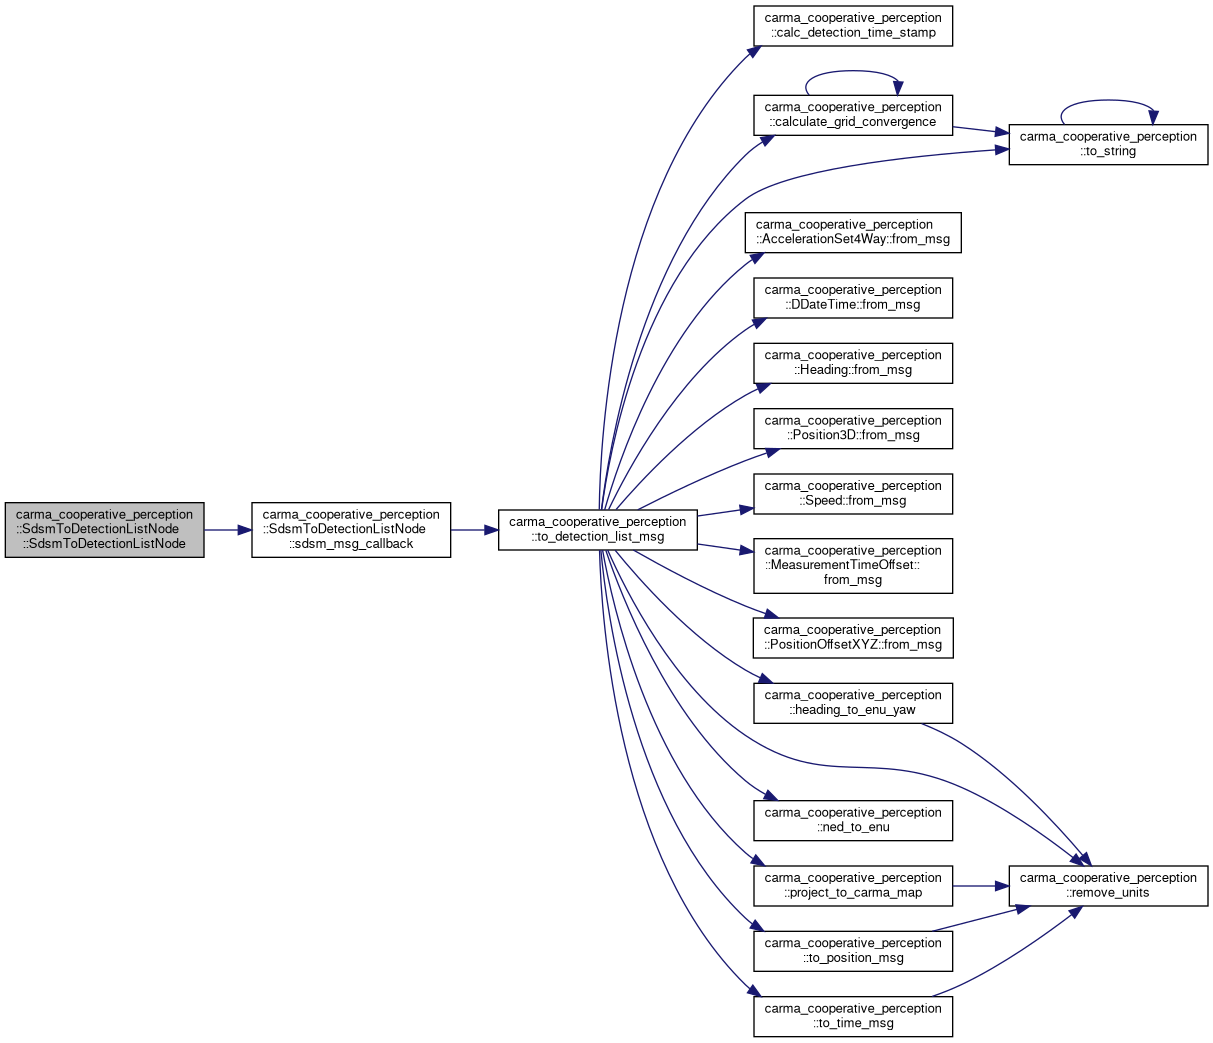 carma_cooperative_perception
::SdsmToDetectionListNode
::SdsmToDetectionListNode
carma_cooperative_perception
::SdsmToDetectionListNode
::sdsm_msg_callback
carma_cooperative_perception
::to_detection_list_msg
carma_cooperative_perception
::calc_detection_time_stamp
carma_cooperative_perception
::calculate_grid_convergence
carma_cooperative_perception
::to_string
carma_cooperative_perception
::AccelerationSet4Way::from_msg
carma_cooperative_perception
::DDateTime::from_msg
carma_cooperative_perception
::Heading::from_msg
carma_cooperative_perception
::Position3D::from_msg
carma_cooperative_perception
::Speed::from_msg
carma_cooperative_perception
::MeasurementTimeOffset::
from_msg
carma_cooperative_perception
::PositionOffsetXYZ::from_msg
carma_cooperative_perception
::heading_to_enu_yaw
carma_cooperative_perception
::ned_to_enu
carma_cooperative_perception
::project_to_carma_map
carma_cooperative_perception
::remove_units
carma_cooperative_perception
::to_position_msg
carma_cooperative_perception
::to_time_msg